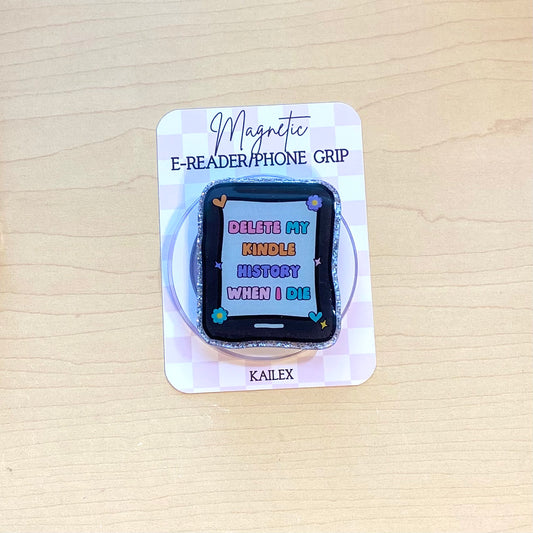 Magnetic
E-READER/PHONE GRIP
DELETE MY
KINDLE
HISTORY
WHEN I DIE
KAILEX